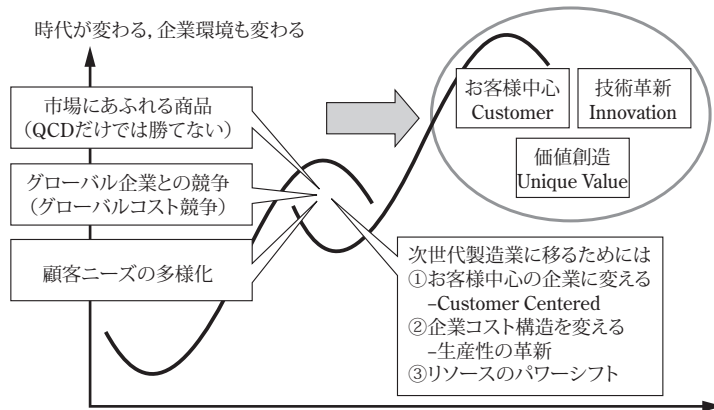 時代が変わる, 企業環境も変わる
市場にあふれる商品
（QCDだけでは勝てない）
グローバル企業との競争
（グローバルコスト競争）
顧客ニーズの多様化
お客様中心
Customer
技術革新
Innovation
価値創造
Unique Value
次世代製造業に移るためには
①お客様中心の企業に変える
–Customer Centered
②企業コスト構造を変える
–生産性の革新
③リソースのパワーシフト